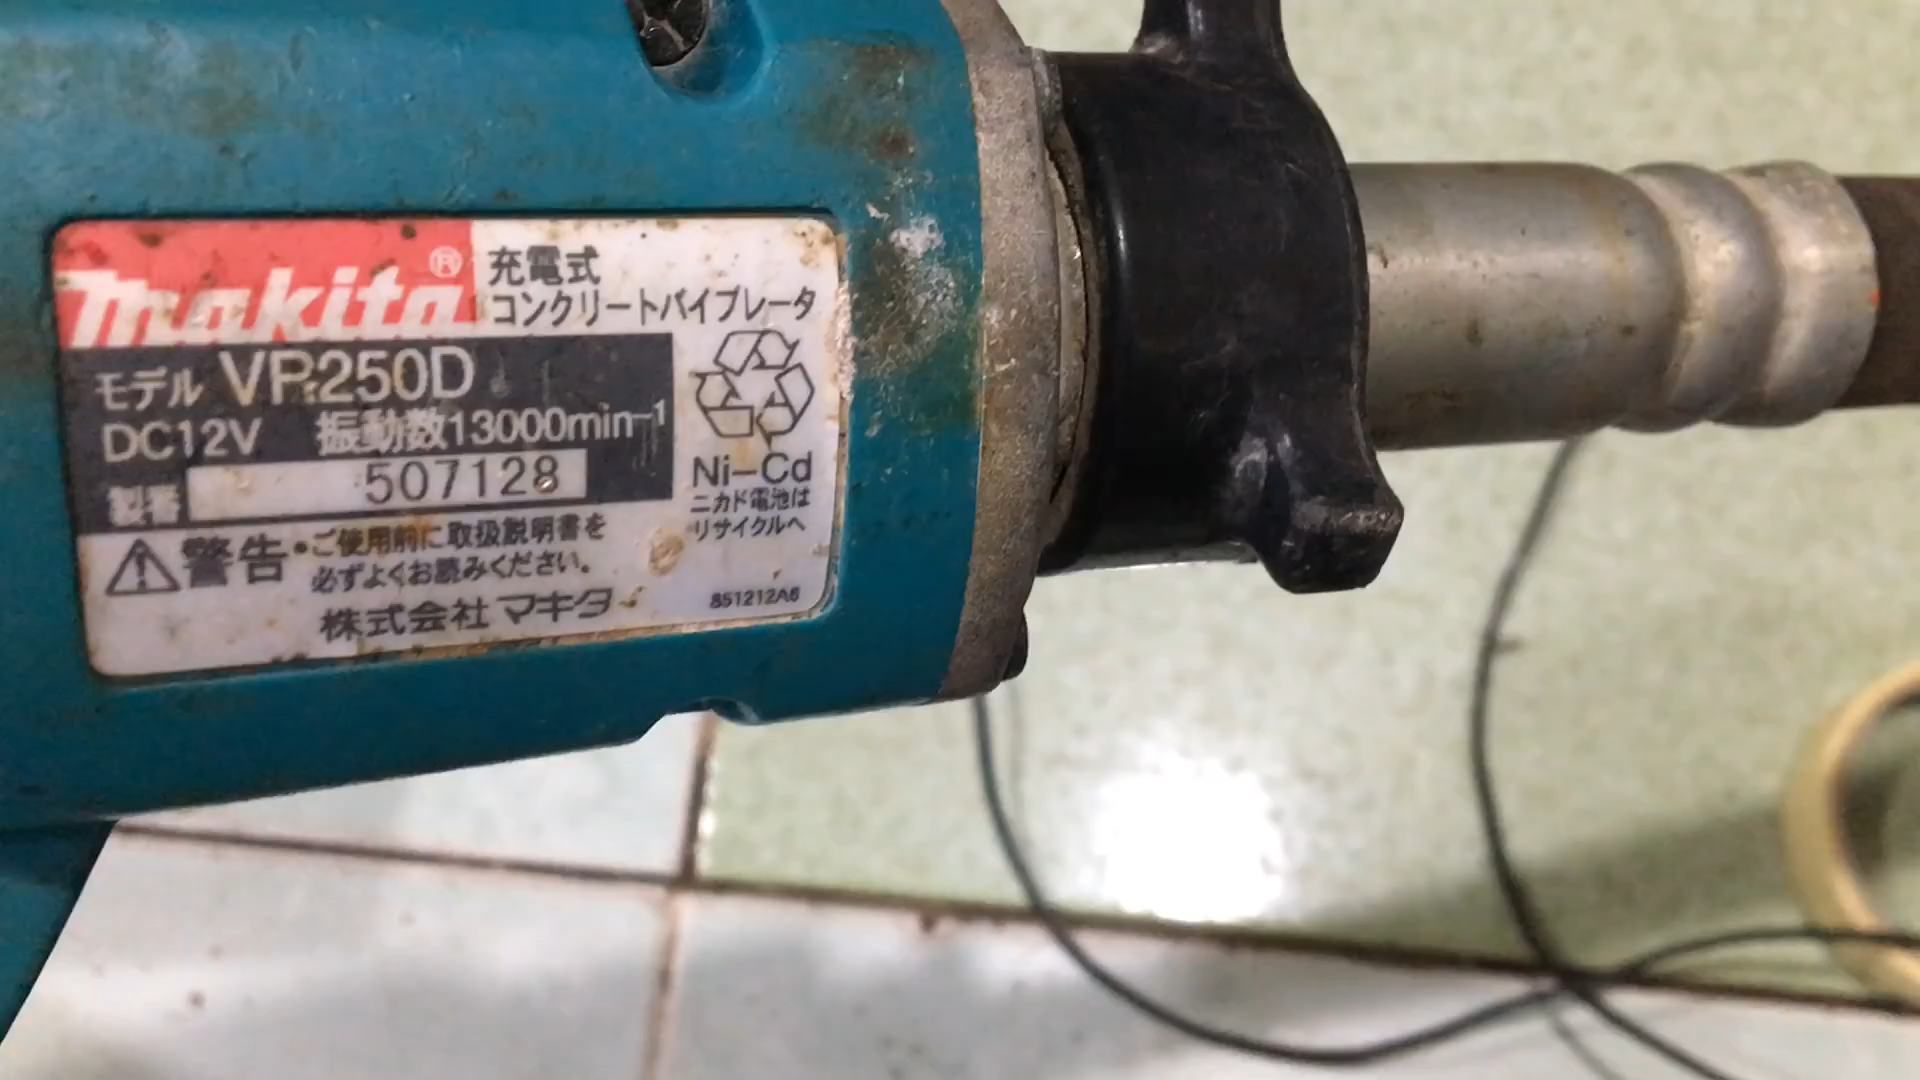 makita®
充電式
コンクリートバイブレータ
モデル VR250D
DC12V 振動数13000min⁻¹
製番 507128
Ni-Cd
ニカド電池は
リサイクルへ
⚠警告・ご使用前に取扱説明書を
必ずよくお読みください。
株式会社マキタ
851212A6